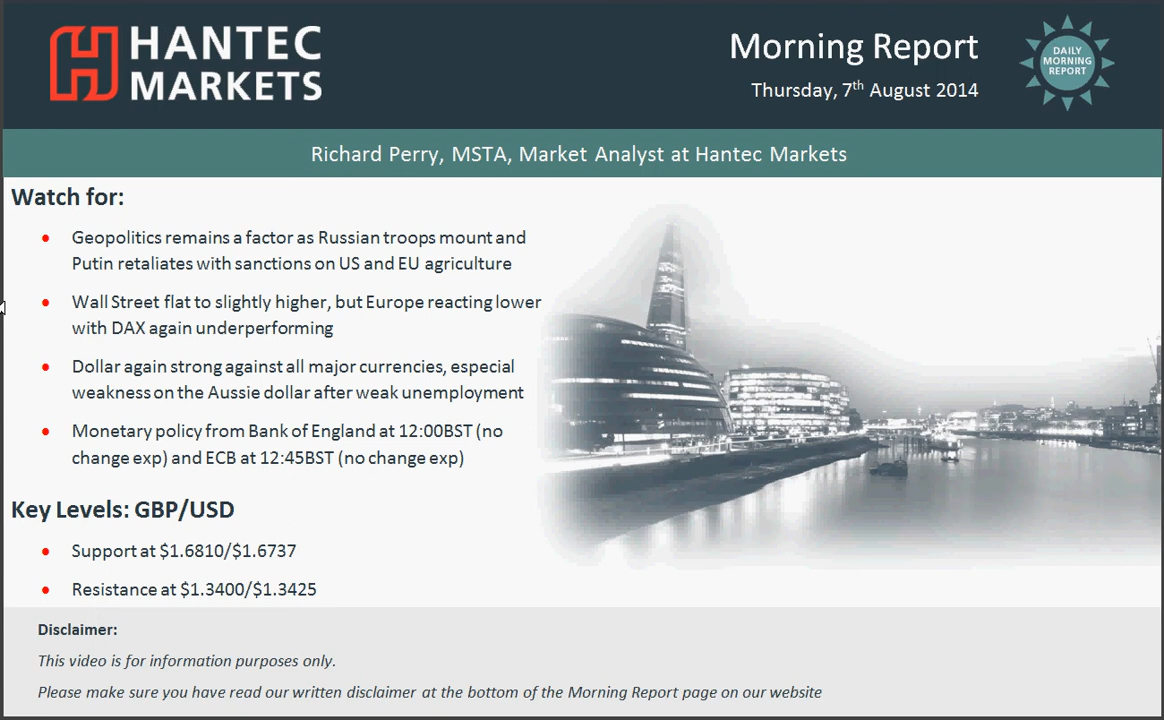 HANTEC
MARKETS
Morning Report
Thursday, 7th August 2014
DAILY
MORNING
REPORT
Richard Perry, MSTA, Market Analyst at Hantec Markets
Watch for:
Geopolitics remains a factor as Russian troops mount and
Putin retaliates with sanctions on US and EU agriculture
Wall Street flat to slightly higher, but Europe reacting lower
with DAX again underperforming
Dollar again strong against all major currencies, especial
weakness on the Aussie dollar after weak unemployment
Monetary policy from Bank of England at 12:00BST (no
change exp) and ECB at 12:45BST (no change exp)
Key Levels: GBP/USD
Support at $1.6810/$1.6737
Resistance at $1.3400/$1.3425
Disclaimer:
This video is for information purposes only.
Please make sure you have read our written disclaimer at the bottom of the Morning Report page on our website